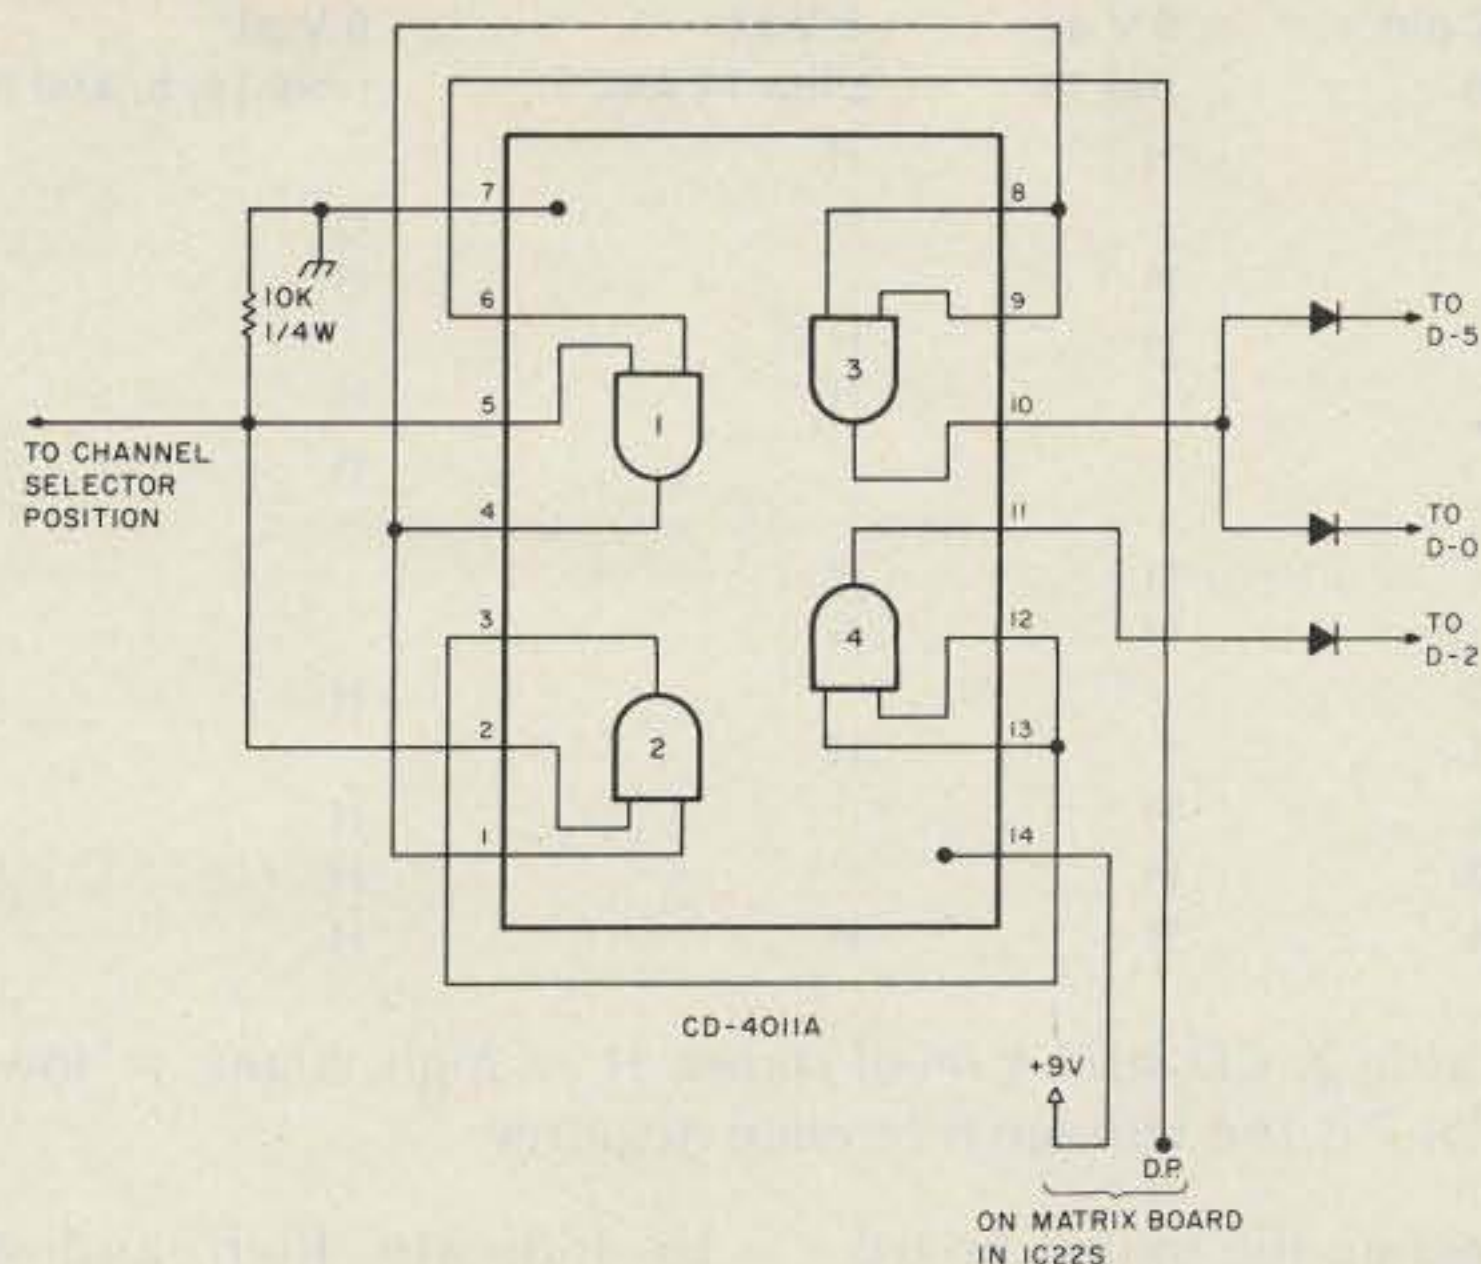 7
8
10K
1/4W
6
9
TO
D-5
3
5
10
1
TO CHANNEL
SELECTOR
POSITION
4
11
TO
D-0
3
12
4
TO
D-2
2
13
2
1
14
CD-4011A
+9V
D.P.
ON MATRIX BOARD
IN IC22S